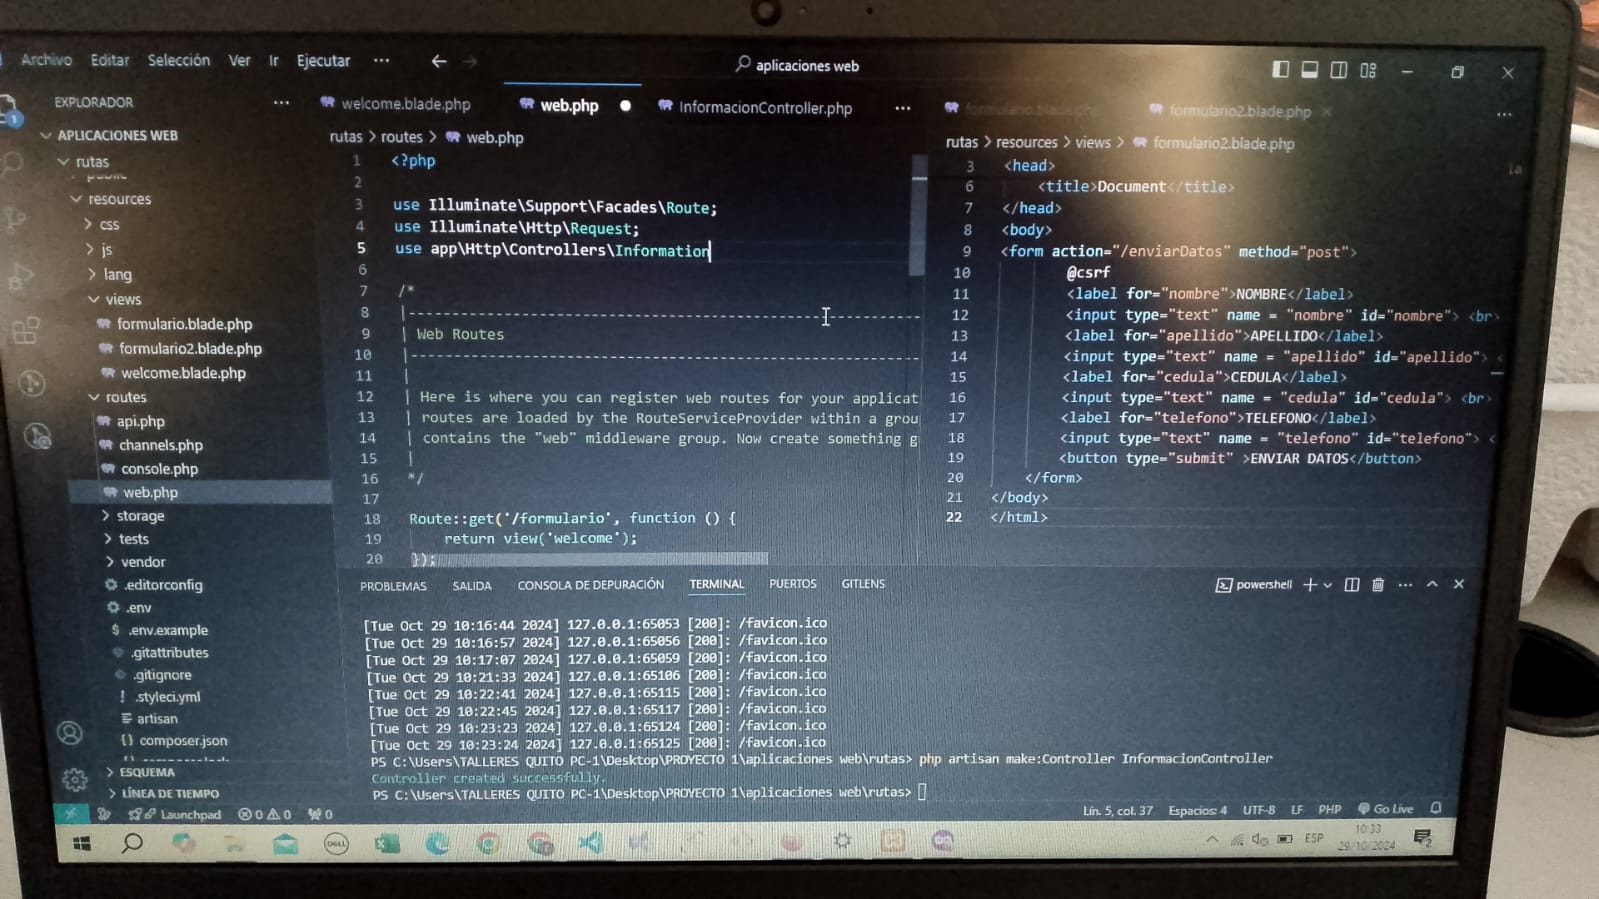 Archivo Editar Selección Ver Ir Ejecutar ··· aplicaciones web
EXPLORADOR ···
APLICACIONES WEB
rutas
public
resources
css
js
lang
views
formulario.blade.php
formulario2.blade.php
welcome.blade.php
routes
api.php
channels.php
console.php
web.php
storage
tests
vendor
.editorconfig
.env
$ .env.example
.gitattributes
.gitignore
! .styleci.yml
artisan
{} composer.json
ESQUEMA
LÍNEA DE TIEMPO
welcome.blade.php web.php InformacionController.php ···
rutas > routes > web.php
1 <?php
2
3 use Illuminate\Support\Facades\Route;
4 use Illuminate\Http\Request;
5 use app\Http\Controllers\Information
6
7 /*
8 |--------------------------------------------------------------------------
9 | Web Routes
10 |--------------------------------------------------------------------------
11 |
12 | Here is where you can register web routes for your applicat
13 | routes are loaded by the RouteServiceProvider within a grou
14 | contains the "web" middleware group. Now create something g
15 |
16 */
17
18 Route::get('/formulario', function () {
19 return view('welcome');
20 });
formulario.blade.php formulario2.blade.php ···
rutas > resources > views > formulario2.blade.php
3 <head>
6 <title>Document</title>
7 </head>
8 <body>
9 <form action="/enviarDatos" method="post">
10 @csrf
11 <label for="nombre">NOMBRE</label>
12 <input type="text" name = "nombre" id="nombre"> <br>
13 <label for="apellido">APELLIDO</label>
14 <input type="text" name = "apellido" id="apellido"> <
15 <label for="cedula">CEDULA</label>
16 <input type="text" name = "cedula" id="cedula"> <br>
17 <label for="telefono">TELEFONO</label>
18 <input type="text" name = "telefono" id="telefono"> <
19 <button type="submit" >ENVIAR DATOS</button>
20 </form>
21 </body>
22 </html>
PROBLEMAS SALIDA CONSOLA DE DEPURACIÓN TERMINAL PUERTOS GITLENS powershell
[Tue Oct 29 10:16:44 2024] 127.0.0.1:65053 [200]: /favicon.ico
[Tue Oct 29 10:16:57 2024] 127.0.0.1:65056 [200]: /favicon.ico
[Tue Oct 29 10:17:07 2024] 127.0.0.1:65059 [200]: /favicon.ico
[Tue Oct 29 10:21:33 2024] 127.0.0.1:65106 [200]: /favicon.ico
[Tue Oct 29 10:22:41 2024] 127.0.0.1:65115 [200]: /favicon.ico
[Tue Oct 29 10:22:45 2024] 127.0.0.1:65117 [200]: /favicon.ico
[Tue Oct 29 10:23:23 2024] 127.0.0.1:65124 [200]: /favicon.ico
[Tue Oct 29 10:23:24 2024] 127.0.0.1:65125 [200]: /favicon.ico
PS C:\Users\TALLERES QUITO PC-1\Desktop\PROYECTO 1\aplicaciones web\rutas> php artisan make:Controller InformacionController
Controller created successfully.
PS C:\Users\TALLERES QUITO PC-1\Desktop\PROYECTO 1\aplicaciones web\rutas>
Launchpad 0 0 0 Lín. 5, col. 37 Espacios: 4 UTF-8 LF PHP Go Live
DELL ESP 10:33
29/10/2024